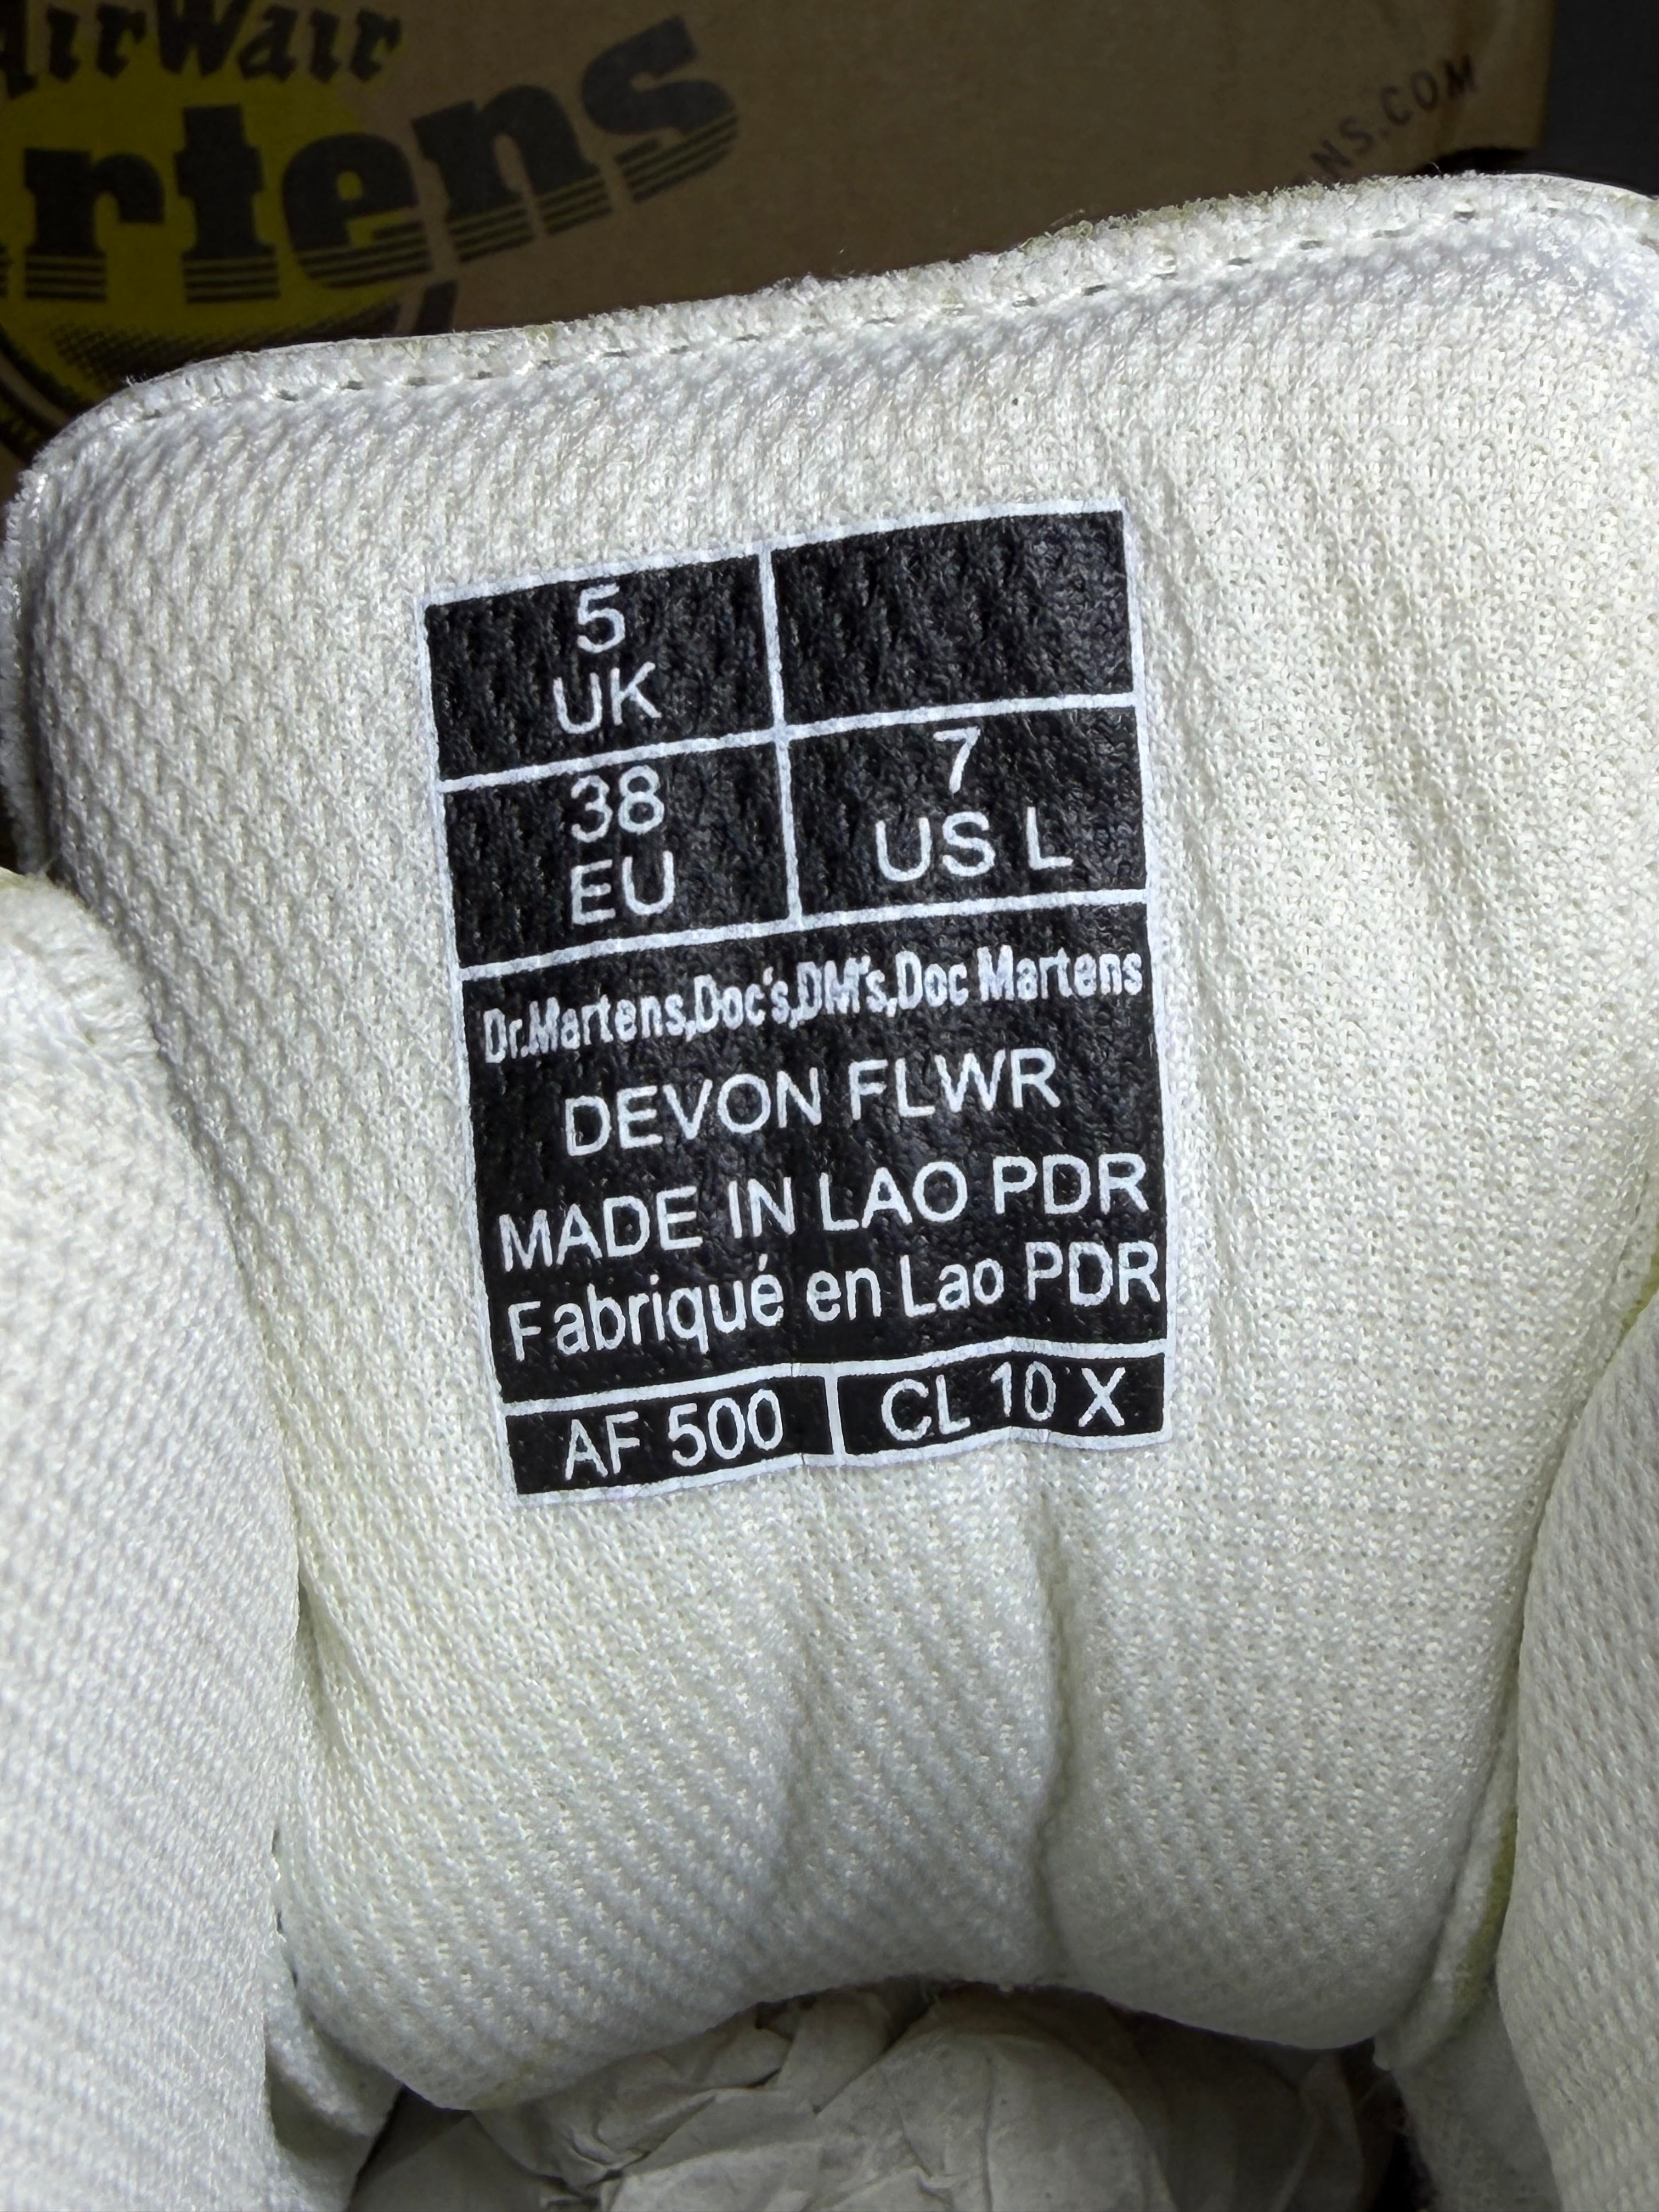 AirWair
rtens
NS.COM
5
UK
38
EU
7
US L
Dr.Martens,Doc's,DM's,Doc Martens
DEVON FLWR
MADE IN LAO PDR
Fabriqué en Lao PDR
AF 500
CL 10 X